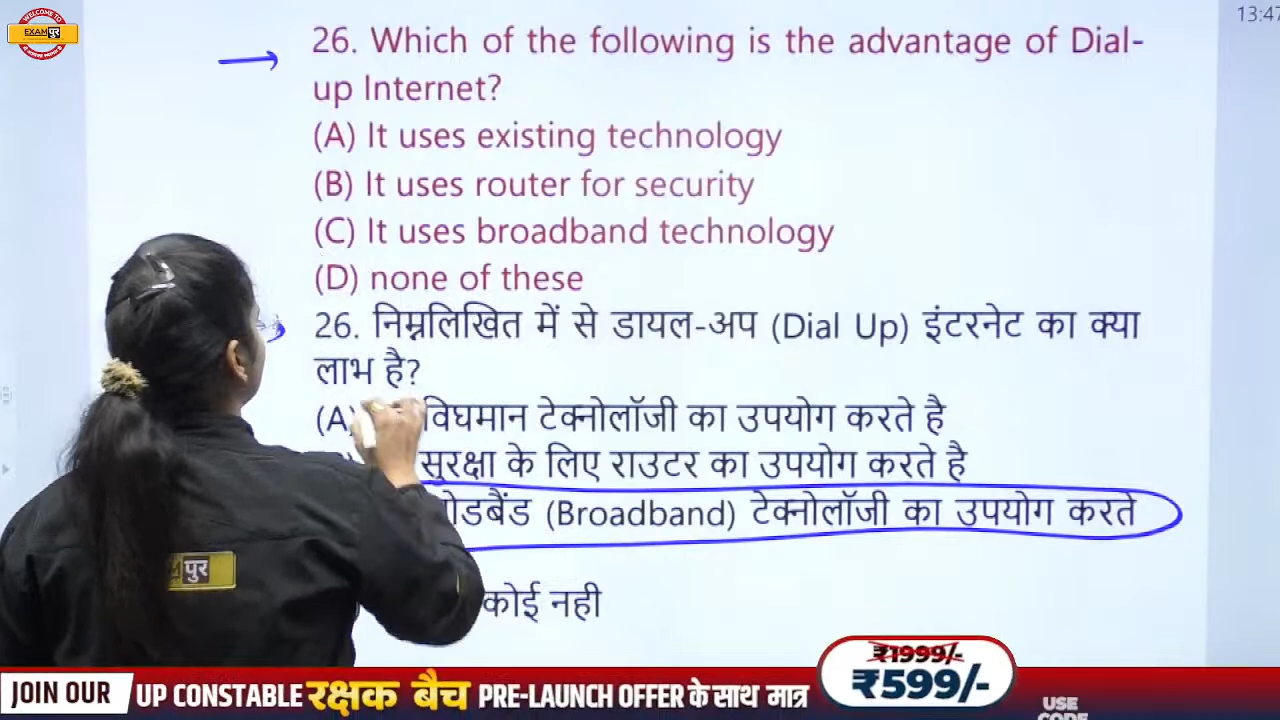 WELCOME TO
EXAMपुर
13:47
26. Which of the following is the advantage of Dial-
up Internet?
(A) It uses existing technology
(B) It uses router for security
(C) It uses broadband technology
(D) none of these
26. निम्नलिखित में से डायल-अप (Dial Up) इंटरनेट का क्या
लाभ है?
(A) विघमान टेक्नोलॉजी का उपयोग करते है
सुरक्षा के लिए राउटर का उपयोग करते है
(Broadband) टेक्नोलॉजी का उपयोग करते
कोई नही
पुर
JOIN OUR UP CONSTABLE रक्षक बैच PRE-LAUNCH OFFER के साथ मात्र
₹1999/-
₹599/-
USE
CODE